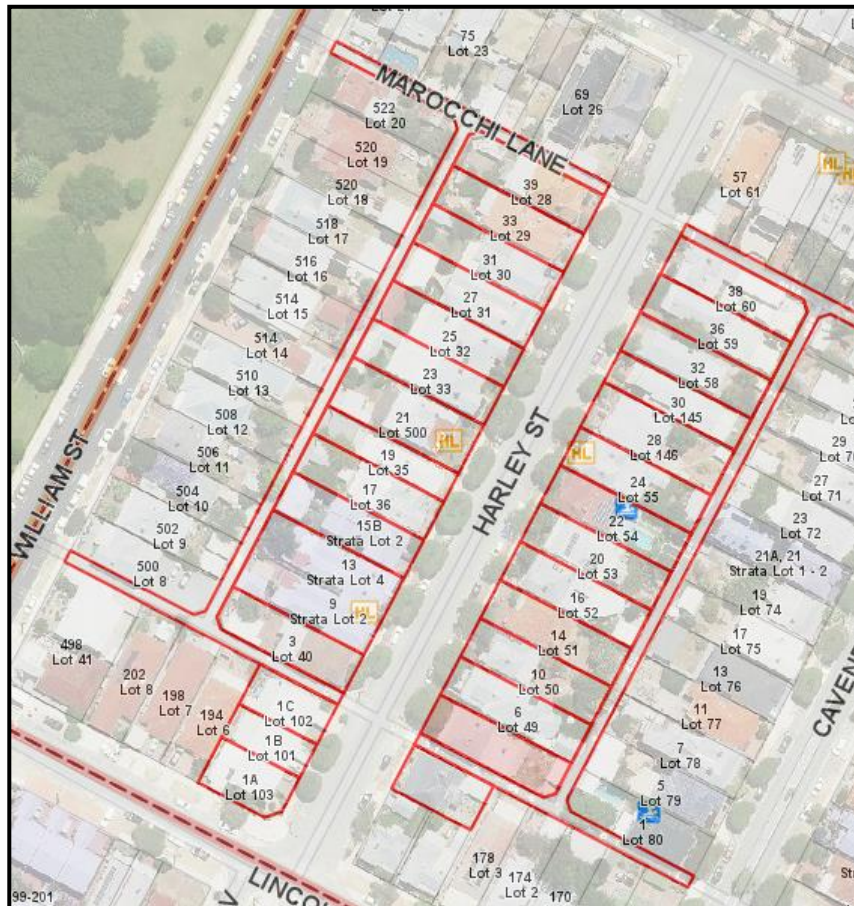 75
Lot 23
MAROCCHI LANE
69
Lot 26
522
Lot 20
520
Lot 19
520
Lot 18
518
Lot 17
516
Lot 16
514
Lot 15
514
Lot 14
510
Lot 13
508
Lot 12
506
Lot 11
504
Lot 10
502
Lot 9
500
Lot 8
WILLIAM ST
39
Lot 28
33
Lot 29
31
Lot 30
27
Lot 31
25
Lot 32
23
Lot 33
21
Lot 500
HL
19
Lot 35
17
Lot 36
15B
Strata Lot 2
13
Strata Lot 4
9
Strata Lot 2
HL
3
Lot 40
1C
Lot 102
1B
Lot 101
1A
Lot 103
498
Lot 41
202
Lot 8
198
Lot 7
194
Lot 6
HARLEY ST
HL
57
Lot 61
HL
38
Lot 60
36
Lot 59
32
Lot 58
30
Lot 145
28
Lot 146
24
Lot 55
22
Lot 54
20
Lot 53
16
Lot 52
14
Lot 51
10
Lot 50
6
Lot 49
29
27
Lot 71
23
Lot 72
21A, 21
Strata Lot 1 - 2
19
Lot 74
17
Lot 75
13
Lot 76
11
Lot 77
7
Lot 78
5
Lot 79
1
Lot 80
CAVEN
178
Lot 3
174
Lot 2
170
LINCOL
99-201